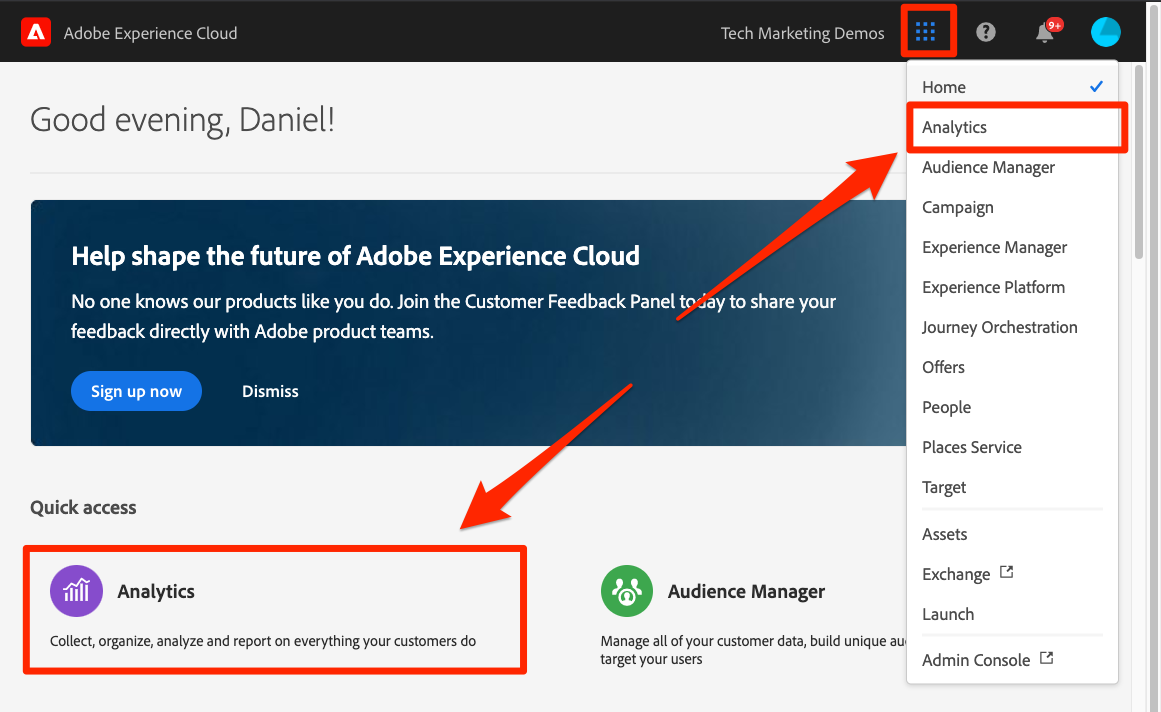 Adobe Experience Cloud
Tech Marketing Demos
9+
Good evening, Daniel!
Help shape the future of Adobe Experience Cloud
No one knows our products like you do. Join the Customer Feedback Panel today to share your
feedback directly with Adobe product teams.
Sign up now
Dismiss
Quick access
Analytics
Collect, organize, analyze and report on everything your customers do
Audience Manager
Manage all of your customer data, build unique
target your users
Home
Analytics
Audience Manager
Campaign
Experience Manager
Experience Platform
Journey Orchestration
Offers
People
Places Service
Target
Assets
Exchange
Launch
Admin Console